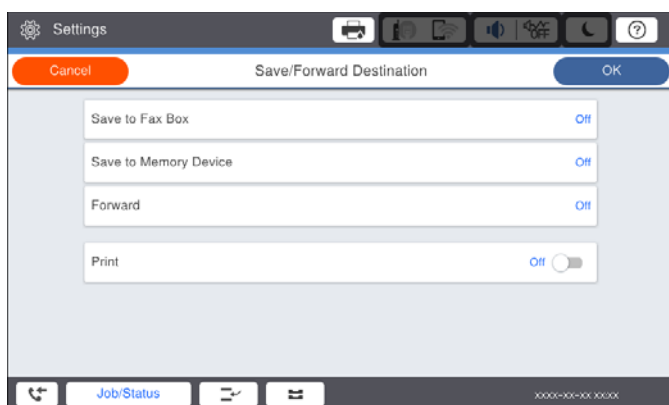 Settings
OFF
?
Cancel
Save/Forward Destination
OK
Save to Fax Box
Off
Save to Memory Device
Off
Forward
Off
Print
Off
Job/Status
xxxx-xx-xx xx:xx